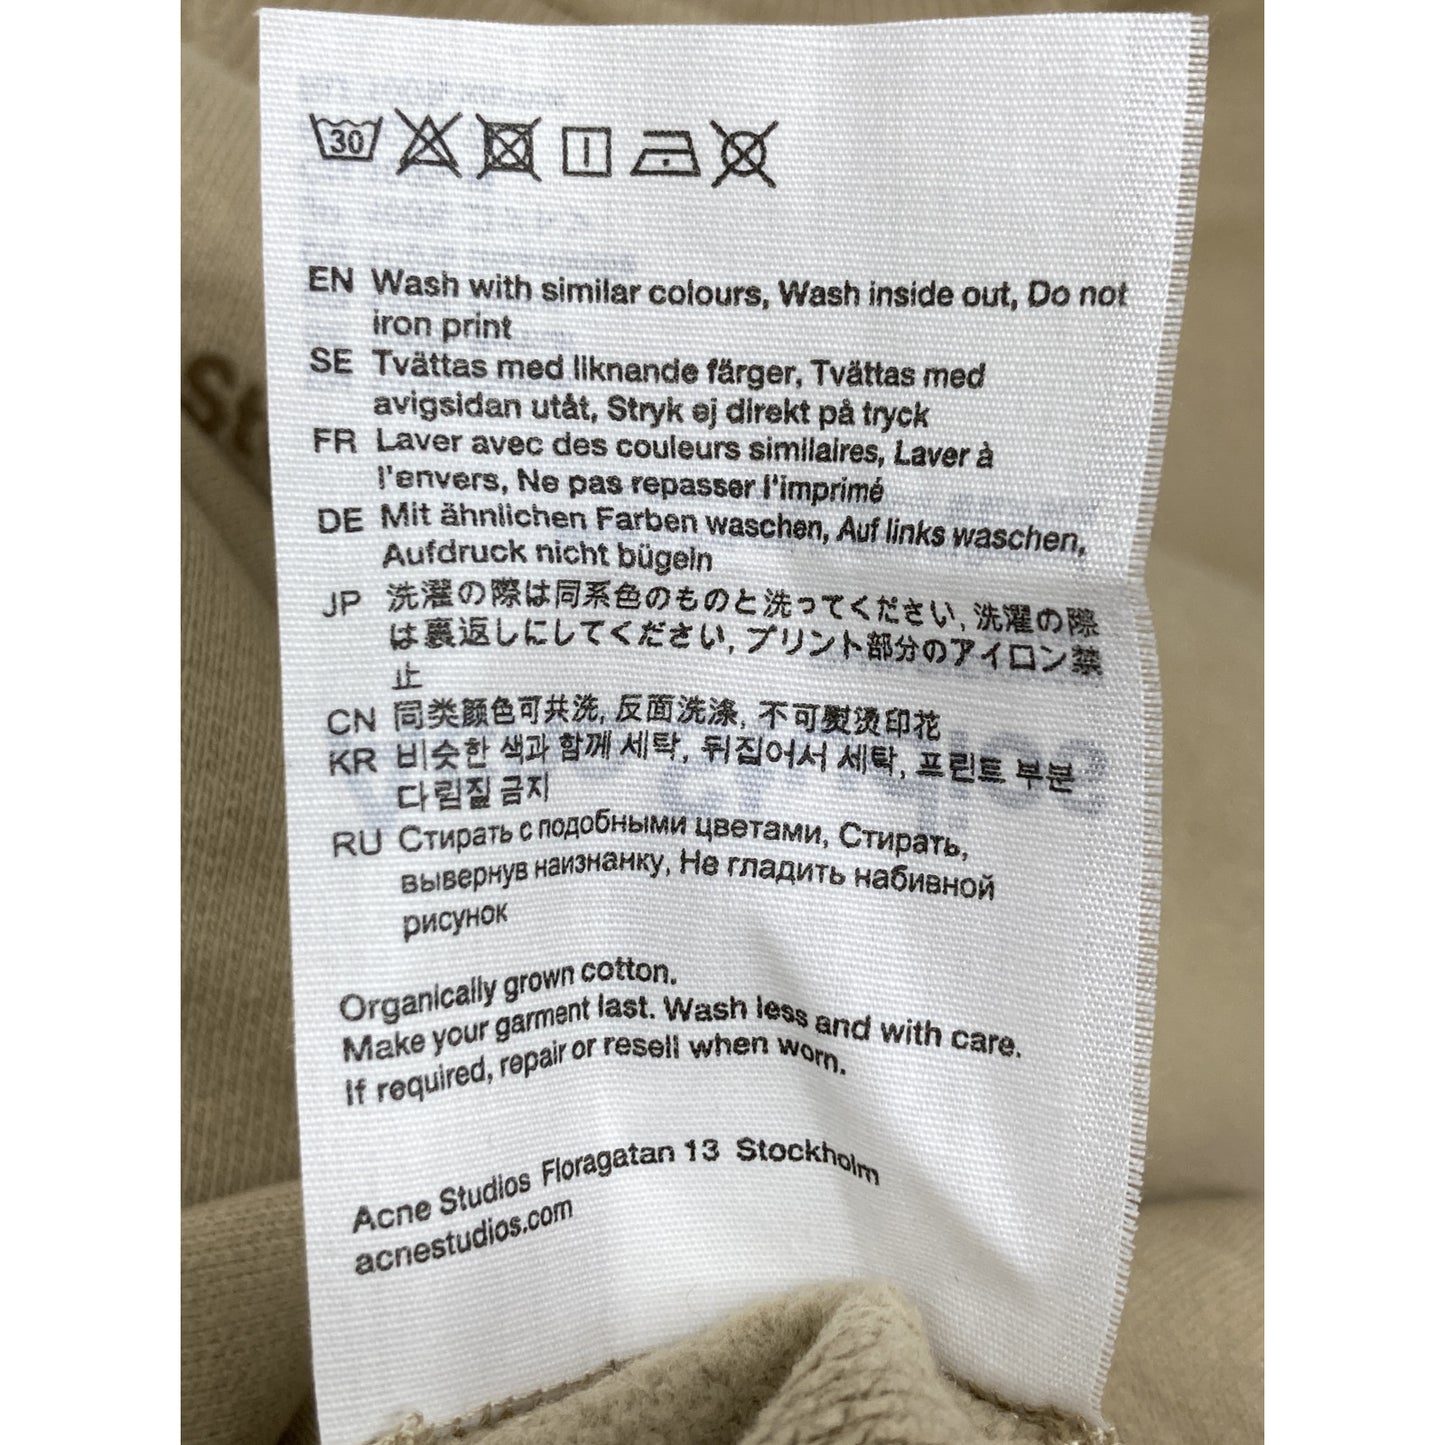 30
EN Wash with similar colours, Wash inside out, Do not
iron print
SE Tvättas med liknande färger, Tvättas med
avigsidan utåt, Stryk ej direkt på tryck
FR Laver avec des couleurs similaires, Laver à
l'envers, Ne pas repasser l'imprimé
DE Mit ähnlichen Farben waschen, Auf links waschen,
Aufdruck nicht bügeln
JP 洗濯の際は同系色のものと洗ってください, 洗濯の際
は裏返しにしてください, プリント部分のアイロン禁
止
CN 同类颜色可共洗, 反面洗涤, 不可熨烫印花
KR 비슷한 색과 함께 세탁, 뒤집어서 세탁, 프린트 부분
다림질 금지
RU Стирать с подобными цветами, Стирать,
вывернув наизнанку, Не гладить набивной
рисунок
Organically grown cotton.
Make your garment last. Wash less and with care.
If required, repair or resell when worn.
Acne Studios Floragatan 13 Stockholm
acnestudios.com